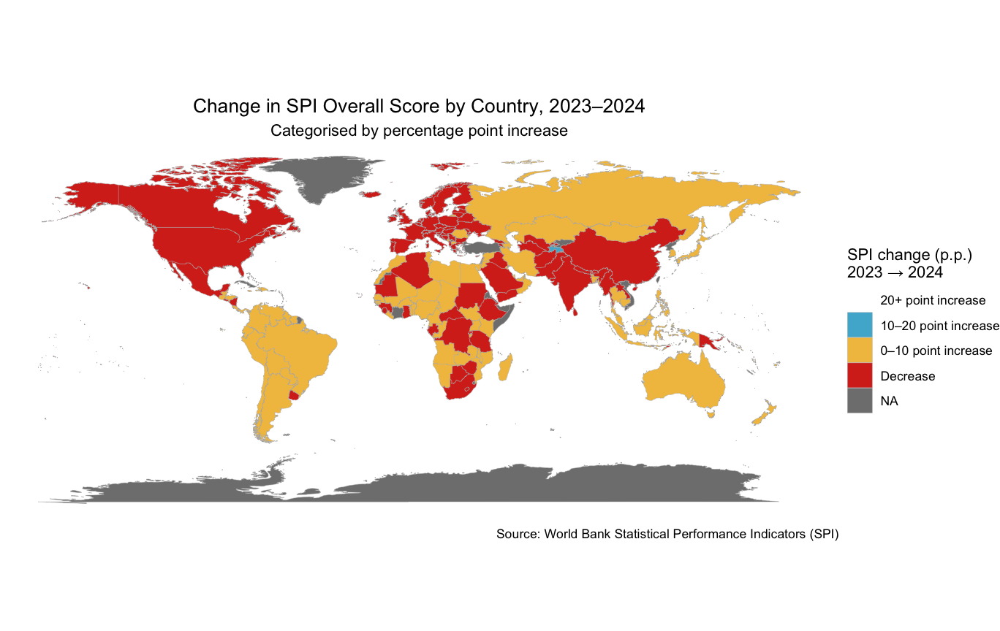 Change in SPI Overall Score by Country, 2023–2024
Categorised by percentage point increase
SPI change (p.p.)
2023 → 2024
20+ point increase
10–20 point increase
0–10 point increase
Decrease
NA
Source: World Bank Statistical Performance Indicators (SPI)